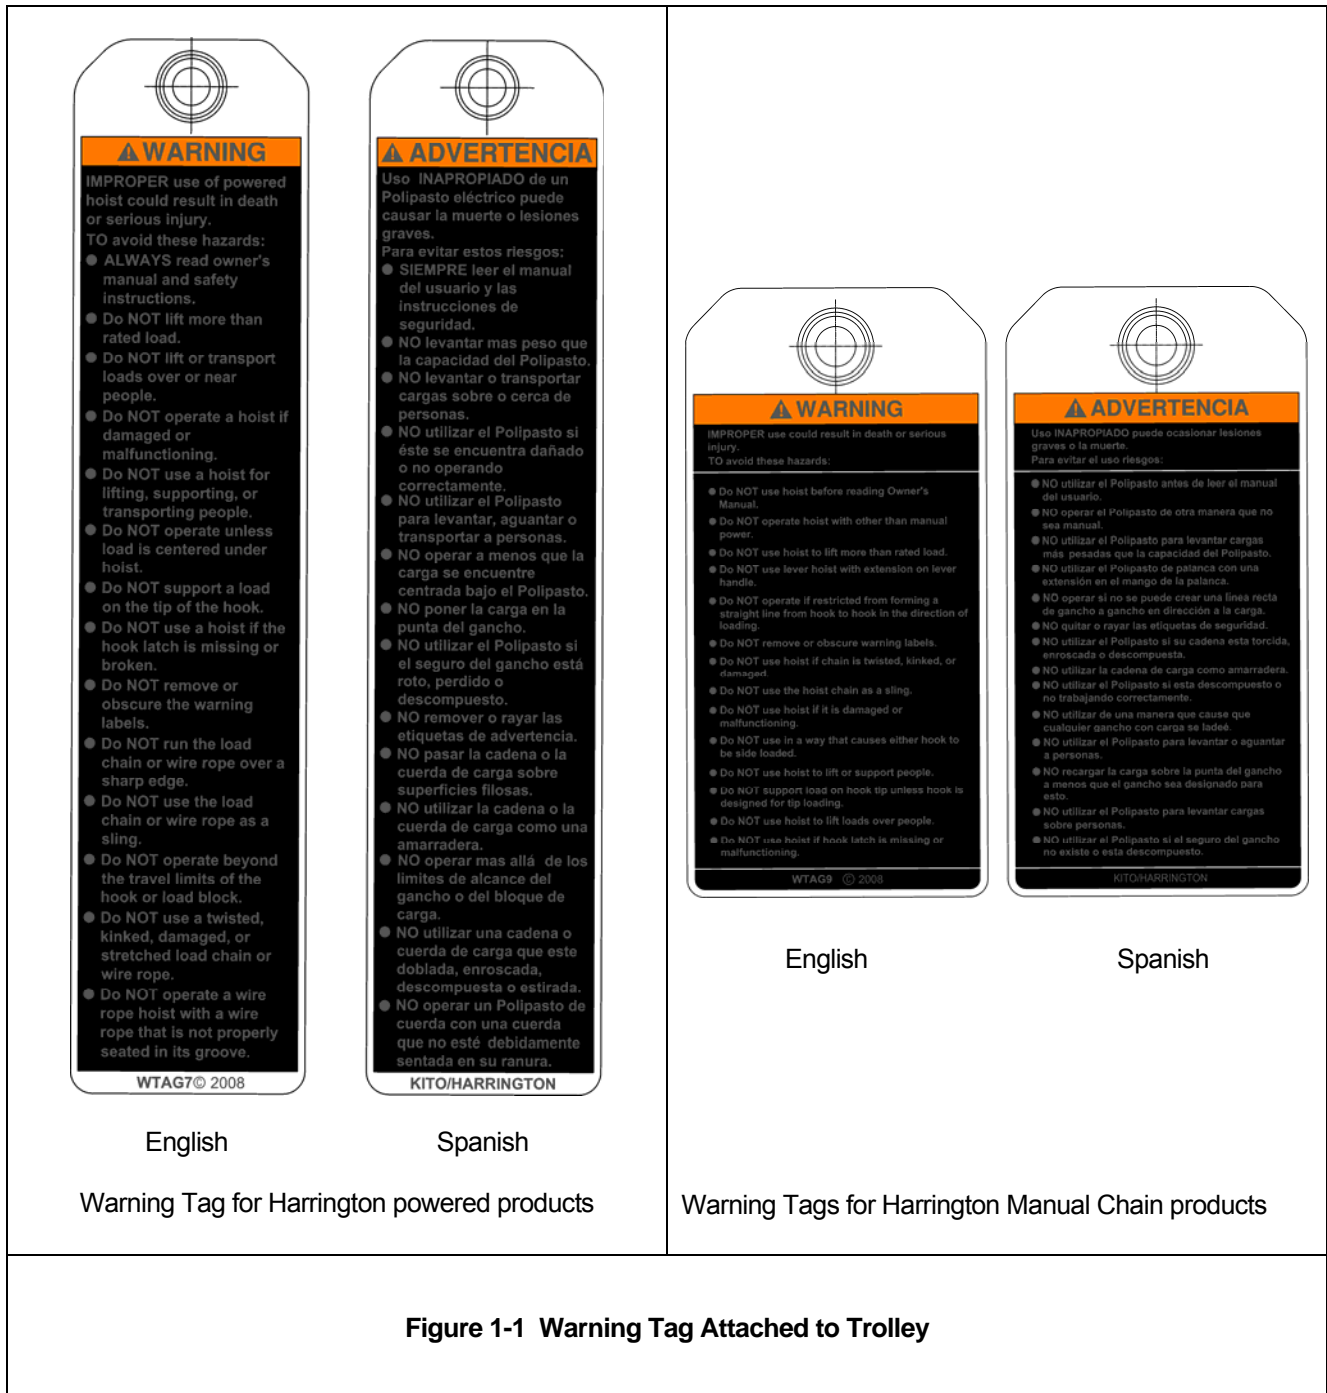 WARNING
IMPROPER use of powered
hoist could result in death
or serious injury.
TO avoid these hazards:
● ALWAYS read owner's
manual and safety
instructions.
● Do NOT lift more than
rated load.
● Do NOT lift or transport
loads over or near
people.
● Do NOT operate a hoist if
damaged or
malfunctioning.
● Do NOT use a hoist for
lifting, supporting, or
transporting people.
● Do NOT operate unless
load is centered under
hoist.
● Do NOT support a load
on the tip of the hook.
● Do NOT use a hoist if the
hook latch is missing or
broken.
● Do NOT remove or
obscure the warning
labels.
● Do NOT run the load
chain or wire rope over a
sharp edge.
● Do NOT use the load
chain or wire rope as a
sling.
● Do NOT operate beyond
the travel limits of the
hook or load block.
● Do NOT use a twisted,
kinked, damaged, or
stretched load chain or
wire rope.
● Do NOT operate a wire
rope hoist with a wire
rope that is not properly
seated in its groove.
WTAG7© 2008
English
ADVERTENCIA
Uso INAPROPIADO de un
Polipasto eléctrico puede
causar la muerte o lesiones
graves.
Para evitar estos riesgos:
● SIEMPRE leer el manual
del usuario y las
instrucciones de
seguridad.
● NO levantar mas peso que
la capacidad del Polipasto.
● NO levantar o transportar
cargas sobre o cerca de
personas.
● NO utilizar el Polipasto si
éste se encuentra dañado
o no operando
correctamente.
● NO utilizar el Polipasto
para levantar, aguantar o
transportar a personas.
● NO operar a menos que la
carga se encuentre
centrada bajo el Polipasto.
● NO poner la carga en la
punta del gancho.
● NO utilizar el Polipasto si
el seguro del gancho está
roto, perdido o
descompuesto.
● NO remover o rayar las
etiquetas de advertencia.
● NO pasar la cadena o la
cuerda de carga sobre
superficies filosas.
● NO utilizar la cadena o la
cuerda de carga como una
amarradera.
● NO operar mas allá de los
limites de alcance del
gancho o del bloque de
carga.
● NO utilizar una cadena o
cuerda de carga que este
doblada, enroscada,
descompuesta o estirada.
● NO operar un Polipasto de
cuerda con una cuerda
que no esté debidamente
sentada en su ranura.
KITO/HARRINGTON
Spanish
Warning Tag for Harrington powered products
WARNING
IMPROPER use could result in death or serious
injury.
TO avoid these hazards:
● Do NOT use hoist before reading Owner's
Manual.
● Do NOT operate hoist with other than manual
power.
● Do NOT use hoist to lift more than rated load.
● Do NOT use lever hoist with extension on lever
handle.
● Do NOT operate if restricted from forming a
straight line from hook to hook in the direction of
loading.
● Do NOT remove or obscure warning labels.
● Do NOT use hoist if chain is twisted, kinked, or
damaged.
● Do NOT use the hoist chain as a sling.
● Do NOT use hoist if it is damaged or
malfunctioning.
● Do NOT use in a way that causes either hook to
be side loaded.
● Do NOT use hoist to lift or support people.
● Do NOT support load on hook tip unless hook is
designed for tip loading.
● Do NOT use hoist to lift loads over people.
● Do NOT use hoist if hook latch is missing or
malfunctioning.
WTAG9 © 2008
English
ADVERTENCIA
Uso INAPROPIADO puede ocasionar lesiones
graves o la muerte.
Para evitar el uso riesgos:
● NO utilizar el Polipasto antes de leer el manual
del usuario.
● NO operar el Polipasto de otra manera que no
sea manual.
● NO utilizar el Polipasto para levantar cargas
más pesadas que la capacidad del Polipasto.
● NO utilizar el Polipasto de palanca con una
extensión en el mango de la palanca.
● NO operar si no se puede crear una linea recta
de gancho a gancho en dirección a la carga.
● NO quitar o rayar las etiquetas de seguridad.
● NO utilizar el Polipasto si su cadena esta torcida,
enroscada o descompuesta.
● NO utilizar la cadena de carga como amarradera.
● NO utilizar el Polipasto si esta descompuesto o
no trabajando correctamente.
● NO utilizar de una manera que cause que
cualquier gancho con carga se ladeé.
● NO utilizar el Polipasto para levantar o aguantar
a personas.
● NO recargar la carga sobre la punta del gancho
a menos que el gancho sea designado para
esto.
● NO utilizar el Polipasto para levantar cargas
sobre personas.
● NO utilizar el Polipasto si el seguro del gancho
no existe o esta descompuesto.
KITO/HARRINGTON
Spanish
Warning Tags for Harrington Manual Chain products
Figure 1-1 Warning Tag Attached to Trolley